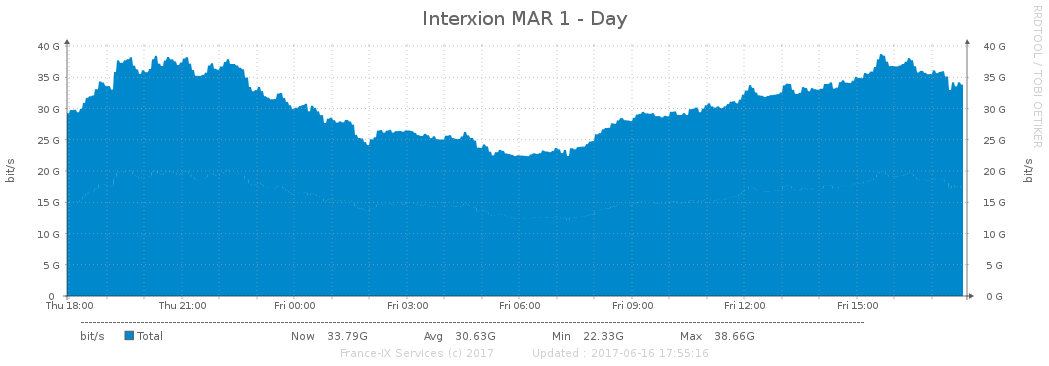 Interxion MAR 1 - Day
RRDTOOL / TOBI OETIKER
40 G 40 G
35 G 35 G
30 G 30 G
25 G 25 G
20 G 20 G
15 G 15 G
10 G 10 G
5 G 5 G
0 0 G
bit/s bit/s
Thu 18:00 Thu 21:00 Fri 00:00 Fri 03:00 Fri 06:00 Fri 09:00 Fri 12:00 Fri 15:00
bit/s Total Now 33.79G Avg 30.63G Min 22.33G Max 38.66G
France-IX Services (c) 2017 Updated : 2017-06-16 17:55:16